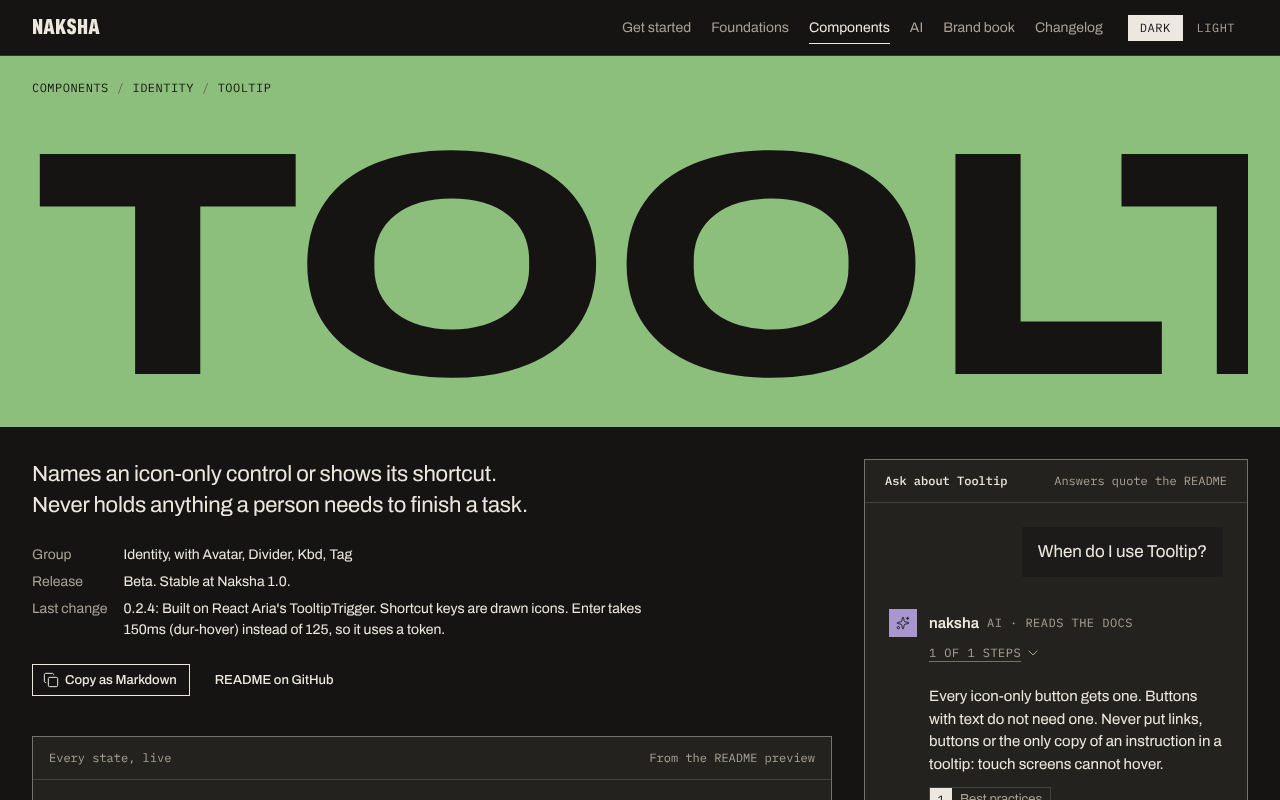 NAKSHA
Get started
Foundations
Components
AI
Brand book
Changelog
DARK
LIGHT
COMPONENTS / IDENTITY / TOOLTIP
TOOLT
Names an icon-only control or shows its shortcut.
Never holds anything a person needs to finish a task.
Group Identity, with Avatar, Divider, Kbd, Tag
Release Beta. Stable at Naksha 1.0.
Last change 0.2.4: Built on React Aria's TooltipTrigger. Shortcut keys are drawn icons. Enter takes
150ms (dur-hover) instead of 125, so it uses a token.
Copy as Markdown
README on GitHub
Every state, live
From the README preview
Ask about Tooltip
Answers quote the README
When do I use Tooltip?
naksha AI · READS THE DOCS
1 OF 1 STEPS
Every icon-only button gets one. Buttons
with text do not need one. Never put links,
buttons or the only copy of an instruction in a
tooltip: touch screens cannot hover.
1 Best practices